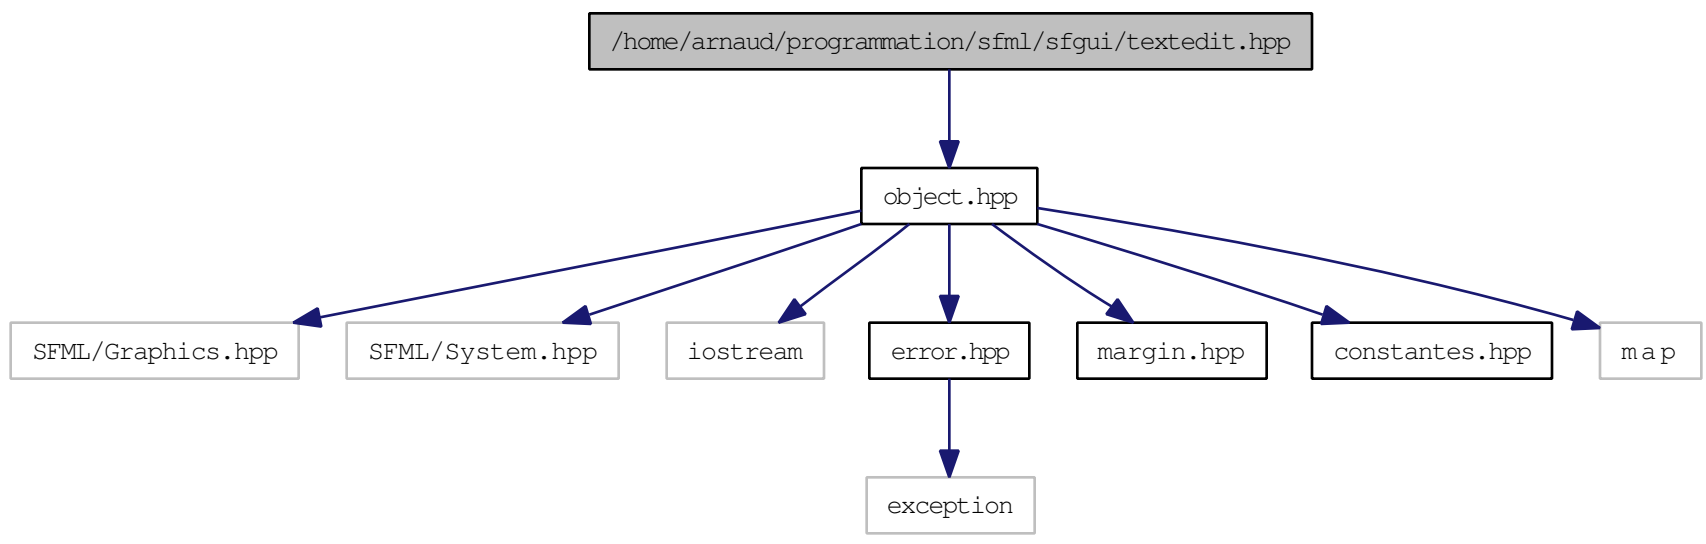 /home/arnaud/programmation/sfml/sfgui/textedit.hpp
object.hpp
SFML/Graphics.hpp
SFML/System.hpp
iostream
error.hpp
margin.hpp
constantes.hpp
map
exception